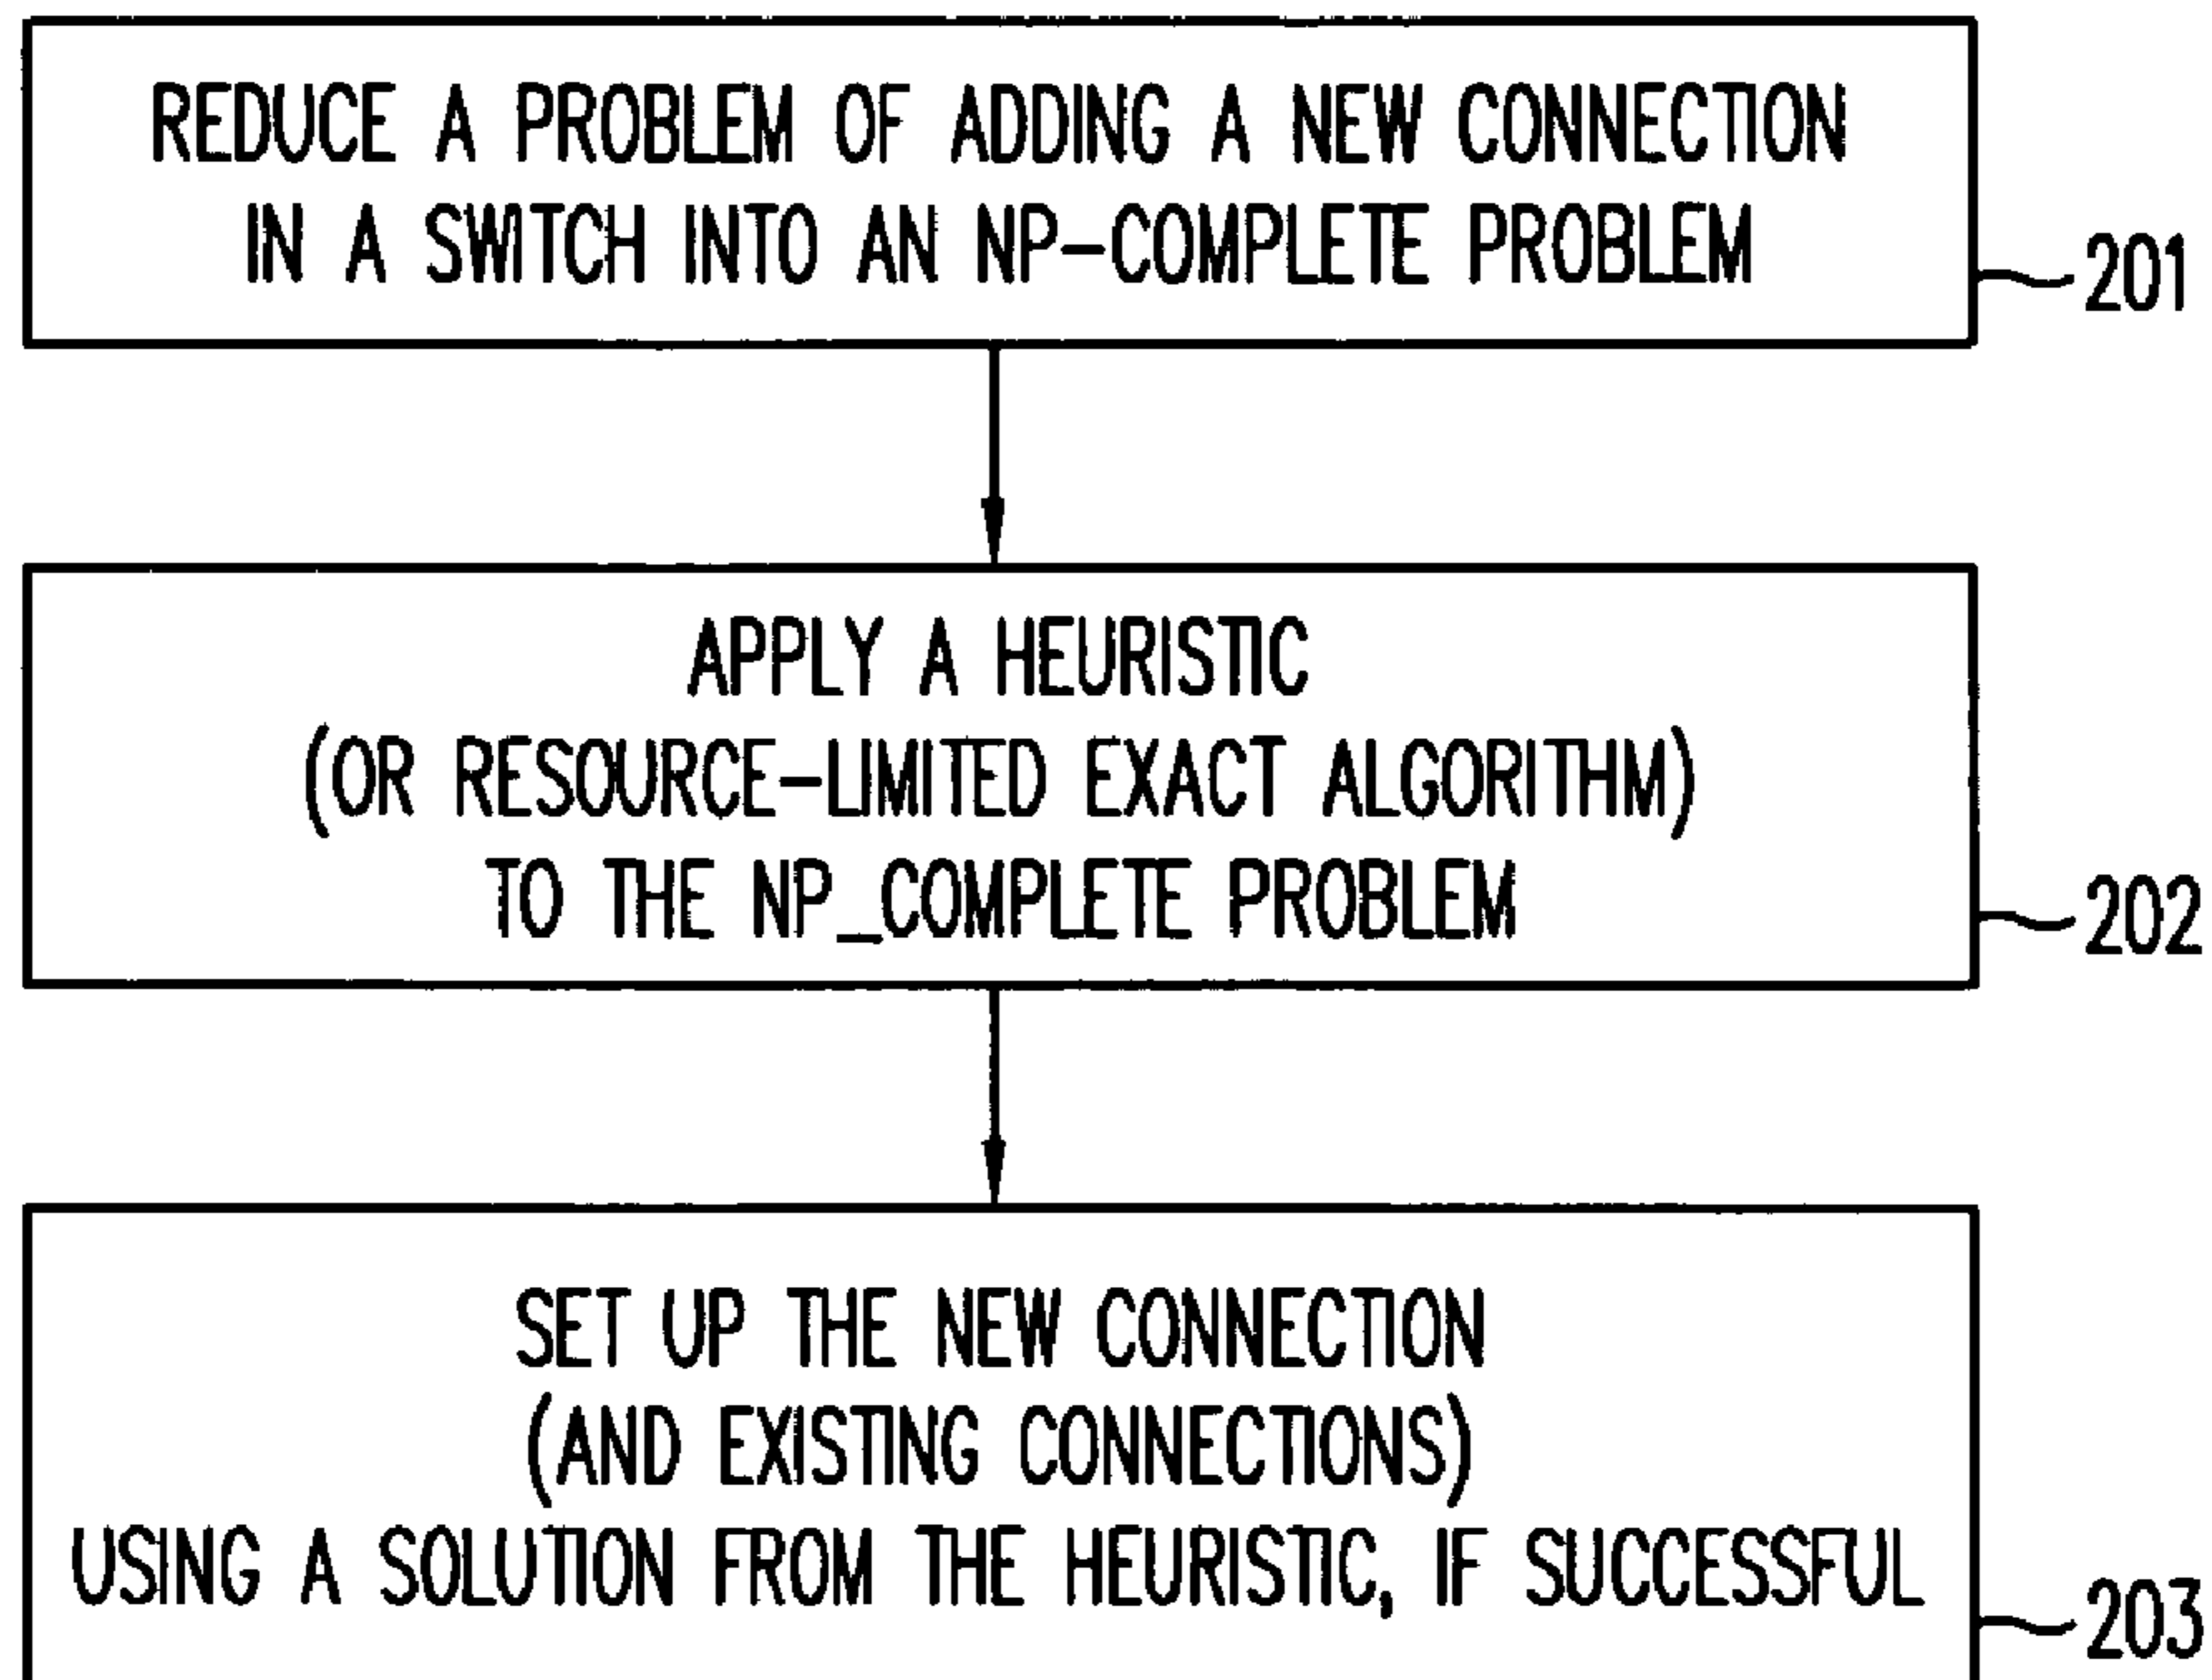 REDUCE A PROBLEM OF ADDING A NEW CONNECTION
IN A SWITCH INTO AN NP-COMPLETE PROBLEM
201
APPLY A HEURISTIC
(OR RESOURCE-LIMITED EXACT ALGORITHM)
TO THE NP_COMPLETE PROBLEM
202
SET UP THE NEW CONNECTION
(AND EXISTING CONNECTIONS)
USING A SOLUTION FROM THE HEURISTIC, IF SUCCESSFUL
203